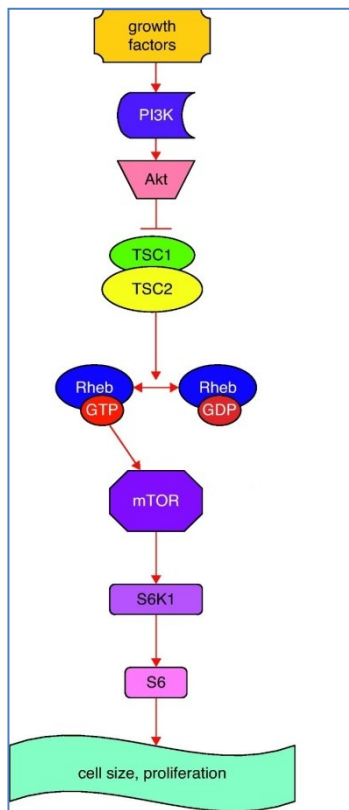 growth
factors
PI3K
Akt
TSC1
TSC2
Rheb
GTP
Rheb
GDP
mTOR
S6K1
S6
cell size, proliferation